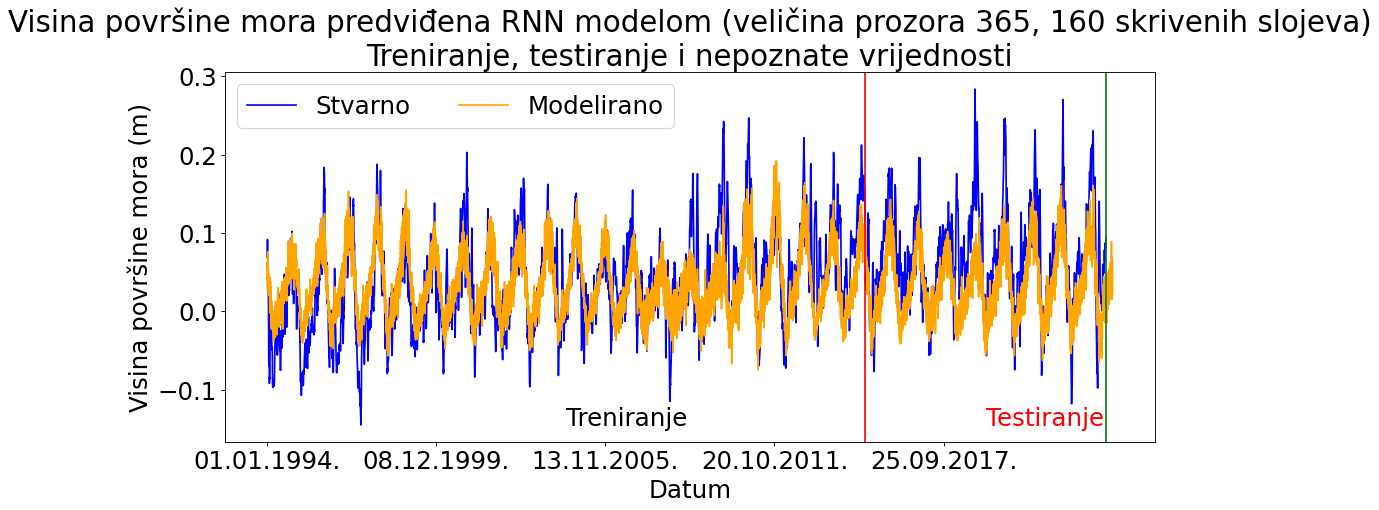 Visina površine mora predviđena RNN modelom (veličina prozora 365, 160 skrivenih slojeva)
Treniranje, testiranje i nepoznate vrijednosti
Stvarno
Modelirano
Visina površine mora (m)
0.3
0.2
0.1
0.0
−0.1
Treniranje
Testiranje
01.01.1994.
08.12.1999.
13.11.2005.
20.10.2011.
25.09.2017.
Datum